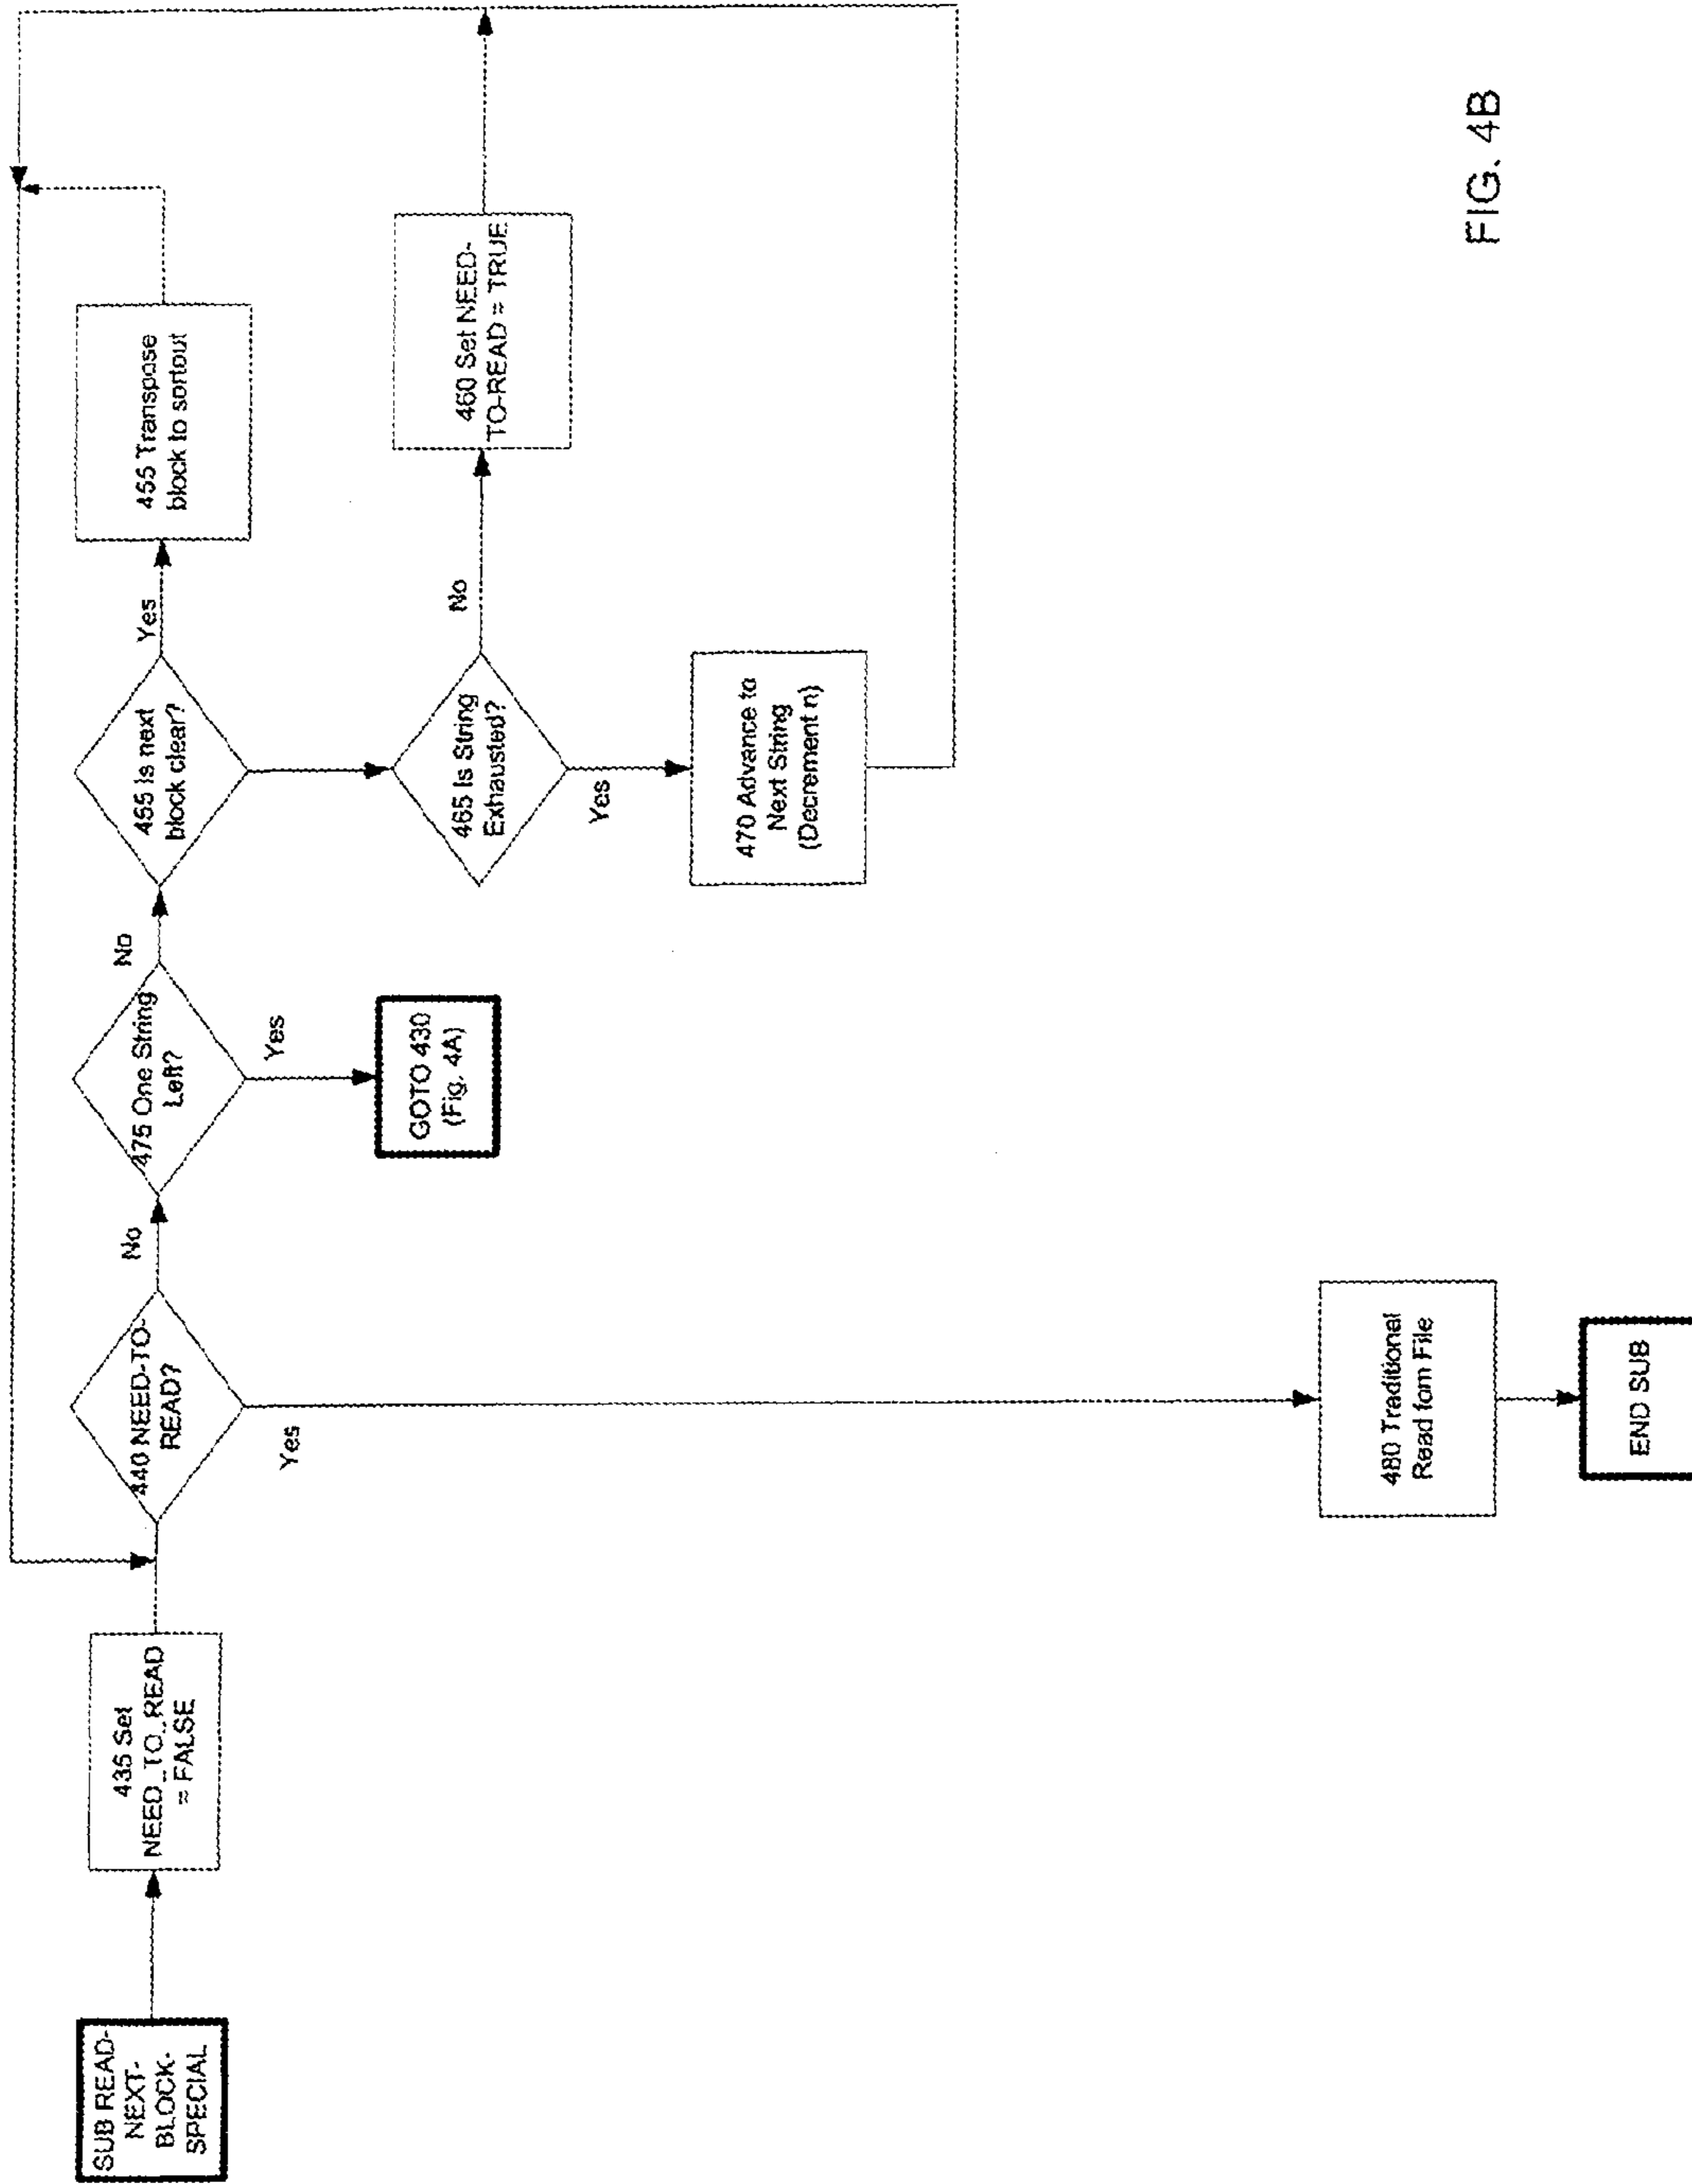 SUB READ-
NEXT-
BLOCK-
SPECIAL
435 Set
NEED_TO_READ
= FALSE
440 NEED-TO-
READ?
No
Yes
475 One String
Left?
No
Yes
GOTO 430
(Fig. 4A)
455 Is next
block clear?
Yes
455 Transpose
block to sortout
465 Is String
Exhausted?
No
Yes
460 Set NEED-
TO-READ = TRUE
470 Advance to
Next String
(Decrement n)
480 Traditional
Read fom File
END SUB
FIG. 4B